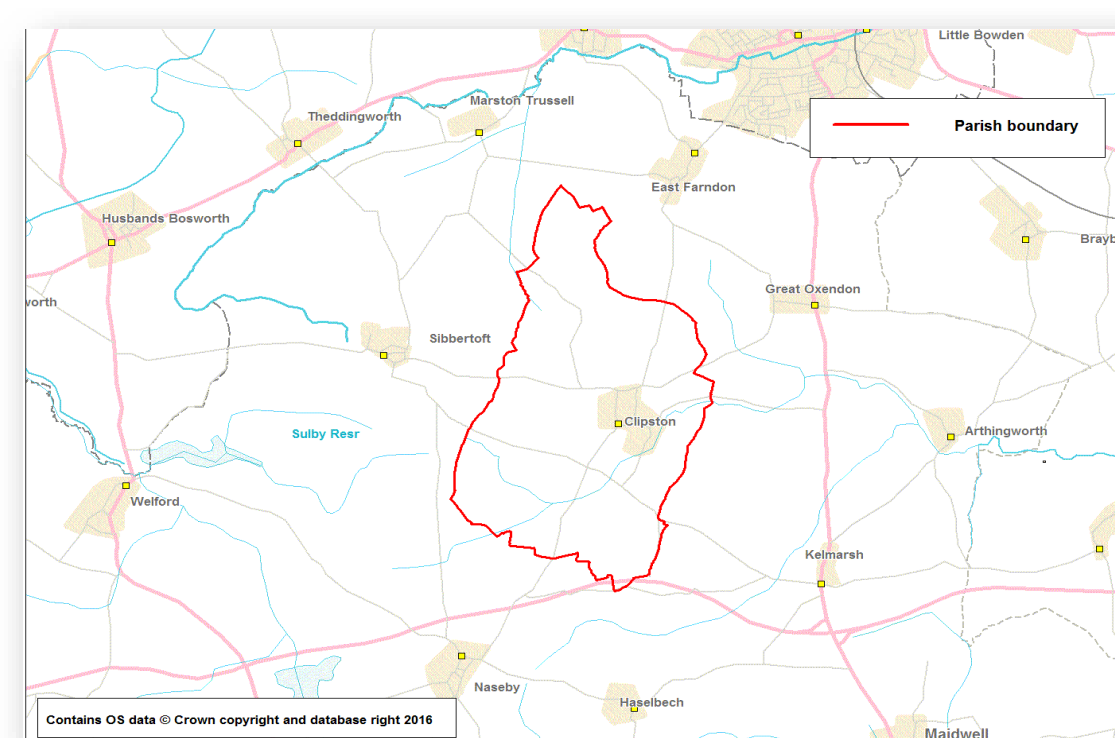 Little Bowden
Marston Trussell
Theddingworth
Parish boundary
East Farndon
Husbands Bosworth
Brayb
Great Oxendon
worth
Sibbertoft
Clipston
Sulby Resr
Arthingworth
Welford
Kelmarsh
Naseby
Haselbech
Contains OS data © Crown copyright and database right 2016
Maidwell